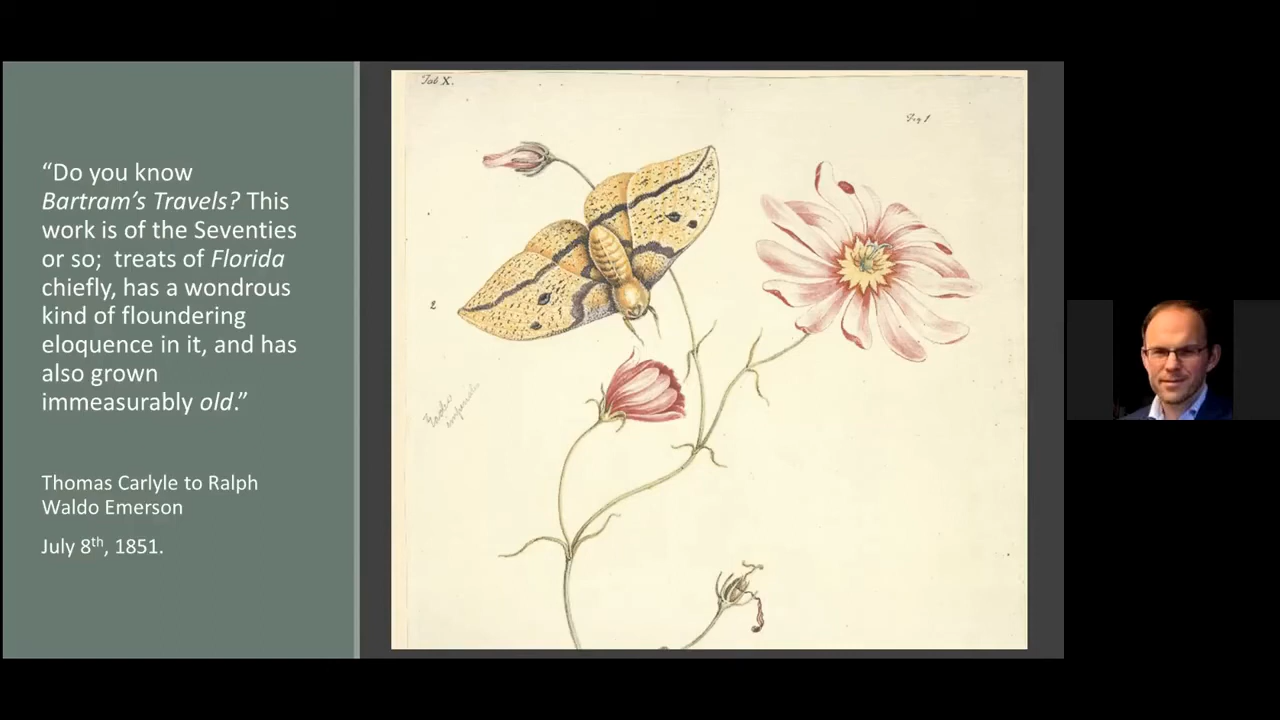 “Do you know
Bartram’s Travels? This
work is of the Seventies
or so;  treats of Florida
chiefly, has a wondrous
kind of floundering
eloquence in it, and has
also grown
immeasurably old.”
Thomas Carlyle to Ralph
Waldo Emerson
July 8th, 1851.
Tab X.
Fig 1
2